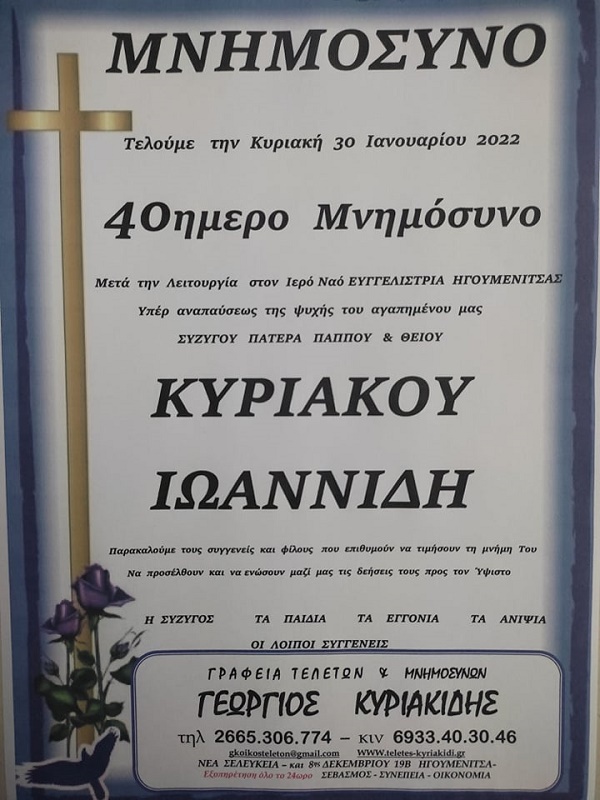 ΜΝΗΜΟΣΥΝΟ
Τελούμε την Κυριακή 30 Ιανουαρίου 2022
40ημερο Μνημόσυνο
Μετά την Λειτουργία στον Ιερό Ναό ΕΥΓΓΕΛΙΣΤΡΙΑ ΗΓΟΥΜΕΝΙΤΣΑΣ
Υπέρ αναπαύσεως της ψυχής του αγαπημένου μας
ΣΥΖΥΓΟΥ ΠΑΤΕΡΑ ΠΑΠΠΟΥ & ΘΕΙΟΥ
ΚΥΡΙΑΚΟΥ
ΙΩΑΝΝΙΔΗ
Παρακαλούμε τους συγγενείς και φίλους που επιθυμούν να τιμήσουν τη μνήμη Του
Να προσέλθουν και να ενώσουν μαζί μας τις δεήσεις τους προς τον Ύψιστο
Η ΣΥΖΥΓΟΣ ΤΑ ΠΑΙΔΙΑ ΤΑ ΕΓΓΟΝΙΑ ΤΑ ΑΝΙΨΙΑ
ΟΙ ΛΟΙΠΟΙ ΣΥΓΓΕΝΕΙΣ
ΓΡΑΦΕΙΑ ΤΕΛΕΤΩΝ & ΜΝΗΜΟΣΥΝΩΝ
ΓΕΩΡΓΙΟΣ ΚΥΡΙΑΚΙΔΗΣ
τηλ 2665.306.774 – κιν 6933.40.30.46
gkoikosteleton@gmail.com WWW.teletes-kyriakidi.gr
ΝΕΑ ΣΕΛΕΥΚΕΙΑ – και 8ης ΔΕΚΕΜΒΡΙΟΥ 19Β ΗΓΟΥΜΕΝΙΤΣΑ-
Εξυπηρέτηση όλο το 24ωρο ΣΕΒΑΣΜΟΣ - ΣΥΝΕΠΕΙΑ - ΟΙΚΟΝΟΜΙΑ